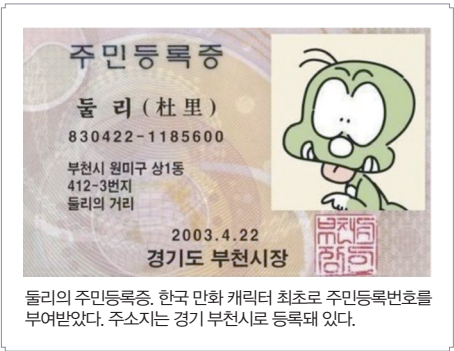 주민등록증
둘 리 (杜 里)
830422-1185600
부천시 원미구 상1동
412-3번지
둘리의 거리
2003.4.22
경기도 부천시장
둘리의 주민등록증. 한국 만화 캐릭터 최초로 주민등록번호를
부여받았다. 주소지는 경기 부천시로 등록돼 있다.